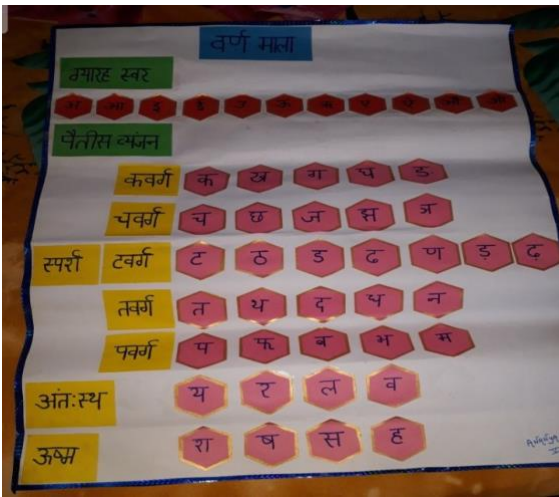 वर्ण माला
ग्यारह स्वर
अ आ इ ई उ ऊ ऋ ए ऐ ओ औ
पैंतीस व्यंजन
कवर्ग क ख ग घ ङ
चवर्ग च छ ज झ ञ
स्पर्श टवर्ग ट ठ ड ढ ण ड़ ढ़
तवर्ग त थ द ध न
पवर्ग प फ ब भ म
अंतःस्थ य र ल व
ऊष्म श ष स ह